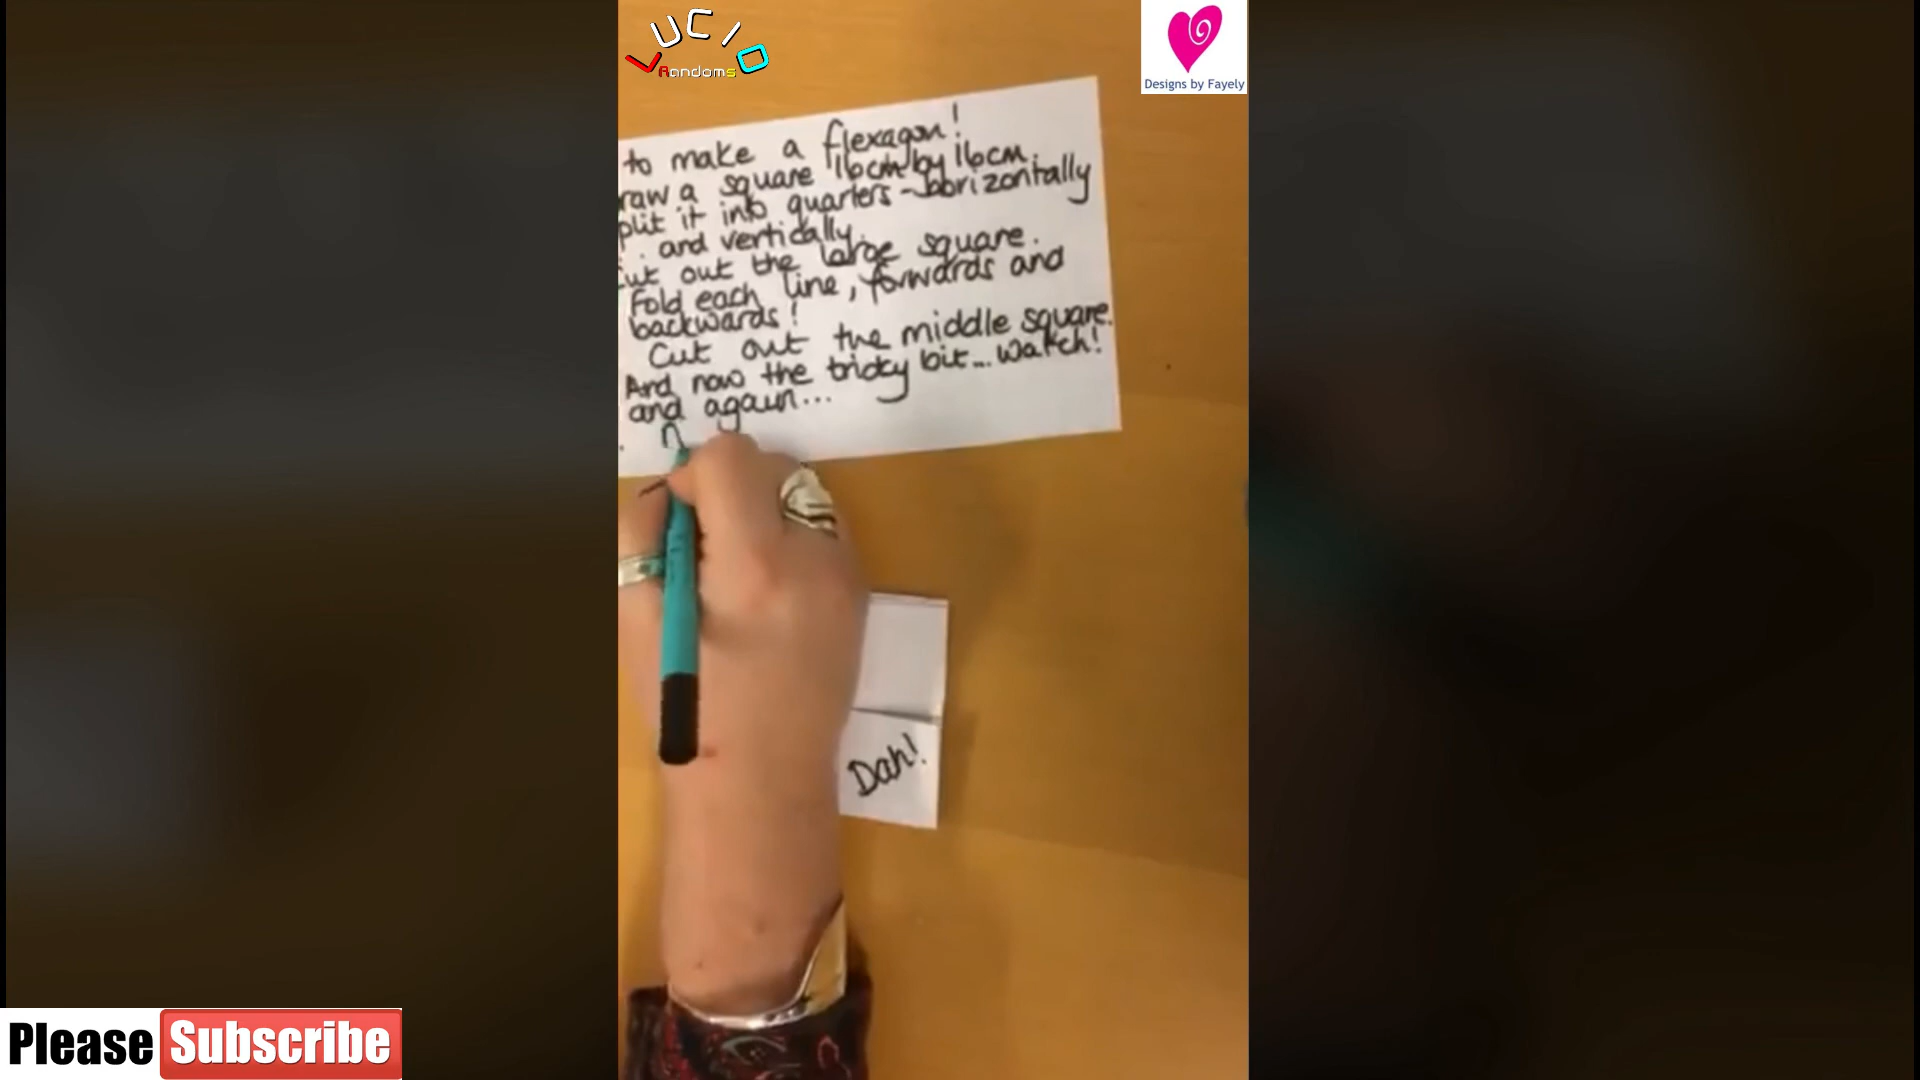 LUCIO
Randoms
Designs by Fayely
to make a flexagon!
raw a square 16cm by 16cm.
plit it into quarters - horizontally
.. and vertically.
Cut out the large square.
Fold each line, forwards and
backwards!
Cut out the middle square.
And now the tricky bit... Watch!
and again...
Dah!
Please Subscribe